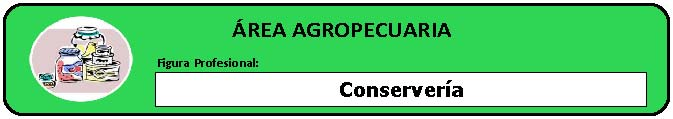 ÁREA AGROPECUARIA
Figura Profesional:
Conservería